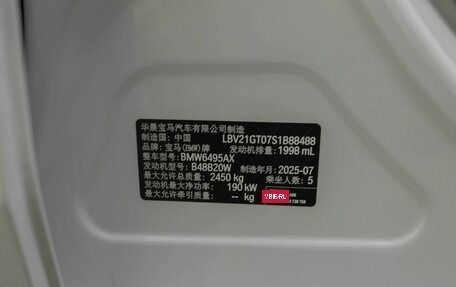 华晨宝马汽车有限公司制造
制造国: 中国 LBV21GT07S1B88488
品牌: 宝马(BMW)牌 发动机排量: 1998 mL
整车型号: BMW6495AX
发动机型号: B48B20W 制造年月: 2025-07
最大允许总质量: 2450 kg 乘坐人数: 5
发动机最大净功率: 190 kW
最大允许牵引质量: -- kg